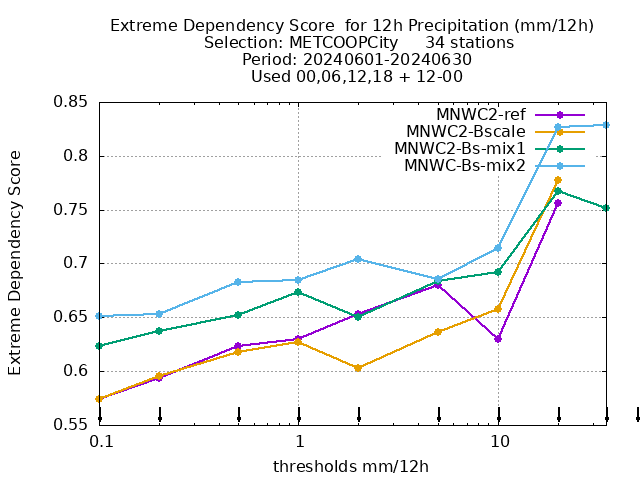 Extreme Dependency Score  for 12h Precipitation (mm/12h)
Selection: METCOOPCity     34 stations
Period: 20240601-20240630
Used 00,06,12,18 + 12-00
MNWC2-ref
MNWC2-Bscale
MNWC2-Bs-mix1
MNWC-Bs-mix2
Extreme Dependency Score
0.85
0.8
0.75
0.7
0.65
0.6
0.55
0.1 1 10
thresholds mm/12h